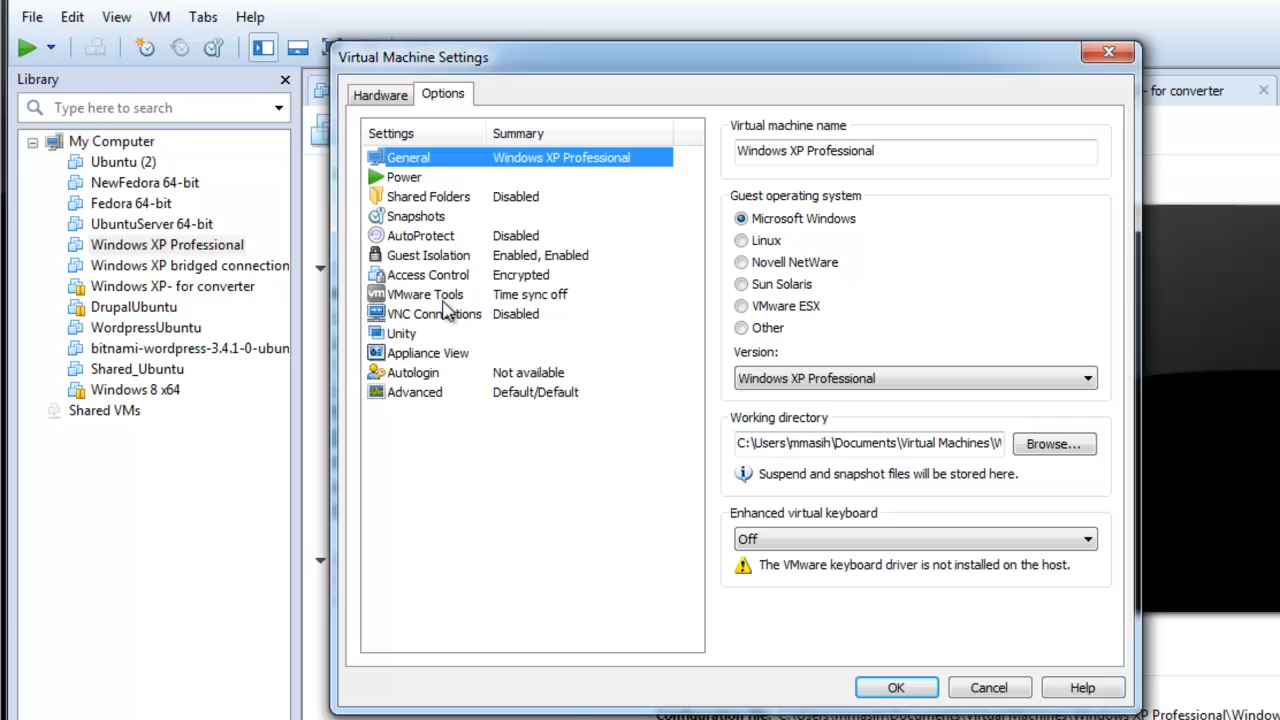 File Edit View VM Tabs Help
Virtual Machine Settings
Library
Type here to search
My Computer
Ubuntu (2)
NewFedora 64-bit
Fedora 64-bit
UbuntuServer 64-bit
Windows XP Professional
Windows XP bridged connection
Windows XP- for converter
DrupalUbuntu
WordpressUbuntu
bitnami-wordpress-3.4.1-0-ubun
Shared_Ubuntu
Windows 8 x64
Shared VMs
- for converter
Hardware Options
Settings Summary
General Windows XP Professional
Power
Shared Folders Disabled
Snapshots
AutoProtect Disabled
Guest Isolation Enabled, Enabled
Access Control Encrypted
VMware Tools Time sync off
VNC Connections Disabled
Unity
Appliance View
Autologin Not available
Advanced Default/Default
Virtual machine name
Windows XP Professional
Guest operating system
Microsoft Windows
Linux
Novell NetWare
Sun Solaris
VMware ESX
Other
Version:
Windows XP Professional
Working directory
C:\Users\mmasih\Documents\Virtual Machines\W
Browse...
Suspend and snapshot files will be stored here.
Enhanced virtual keyboard
Off
The VMware keyboard driver is not installed on the host.
OK Cancel Help